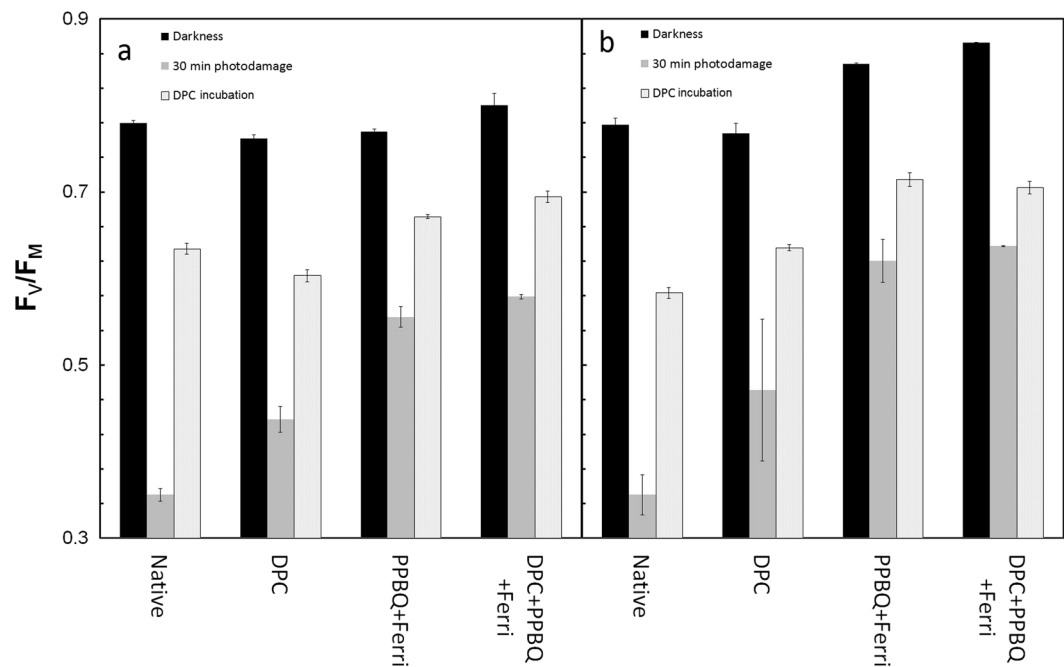 0.9
0.7
0.5
0.3
Fv/FM
a
Darkness
30 min photodamage
DPC incubation
b
Darkness
30 min photodamage
DPC incubation
Native
DPC
PPBQ+Ferri
DPC+PPBQ
+Ferri
Native
DPC
PPBQ+Ferri
DPC+PPBQ
+Ferri